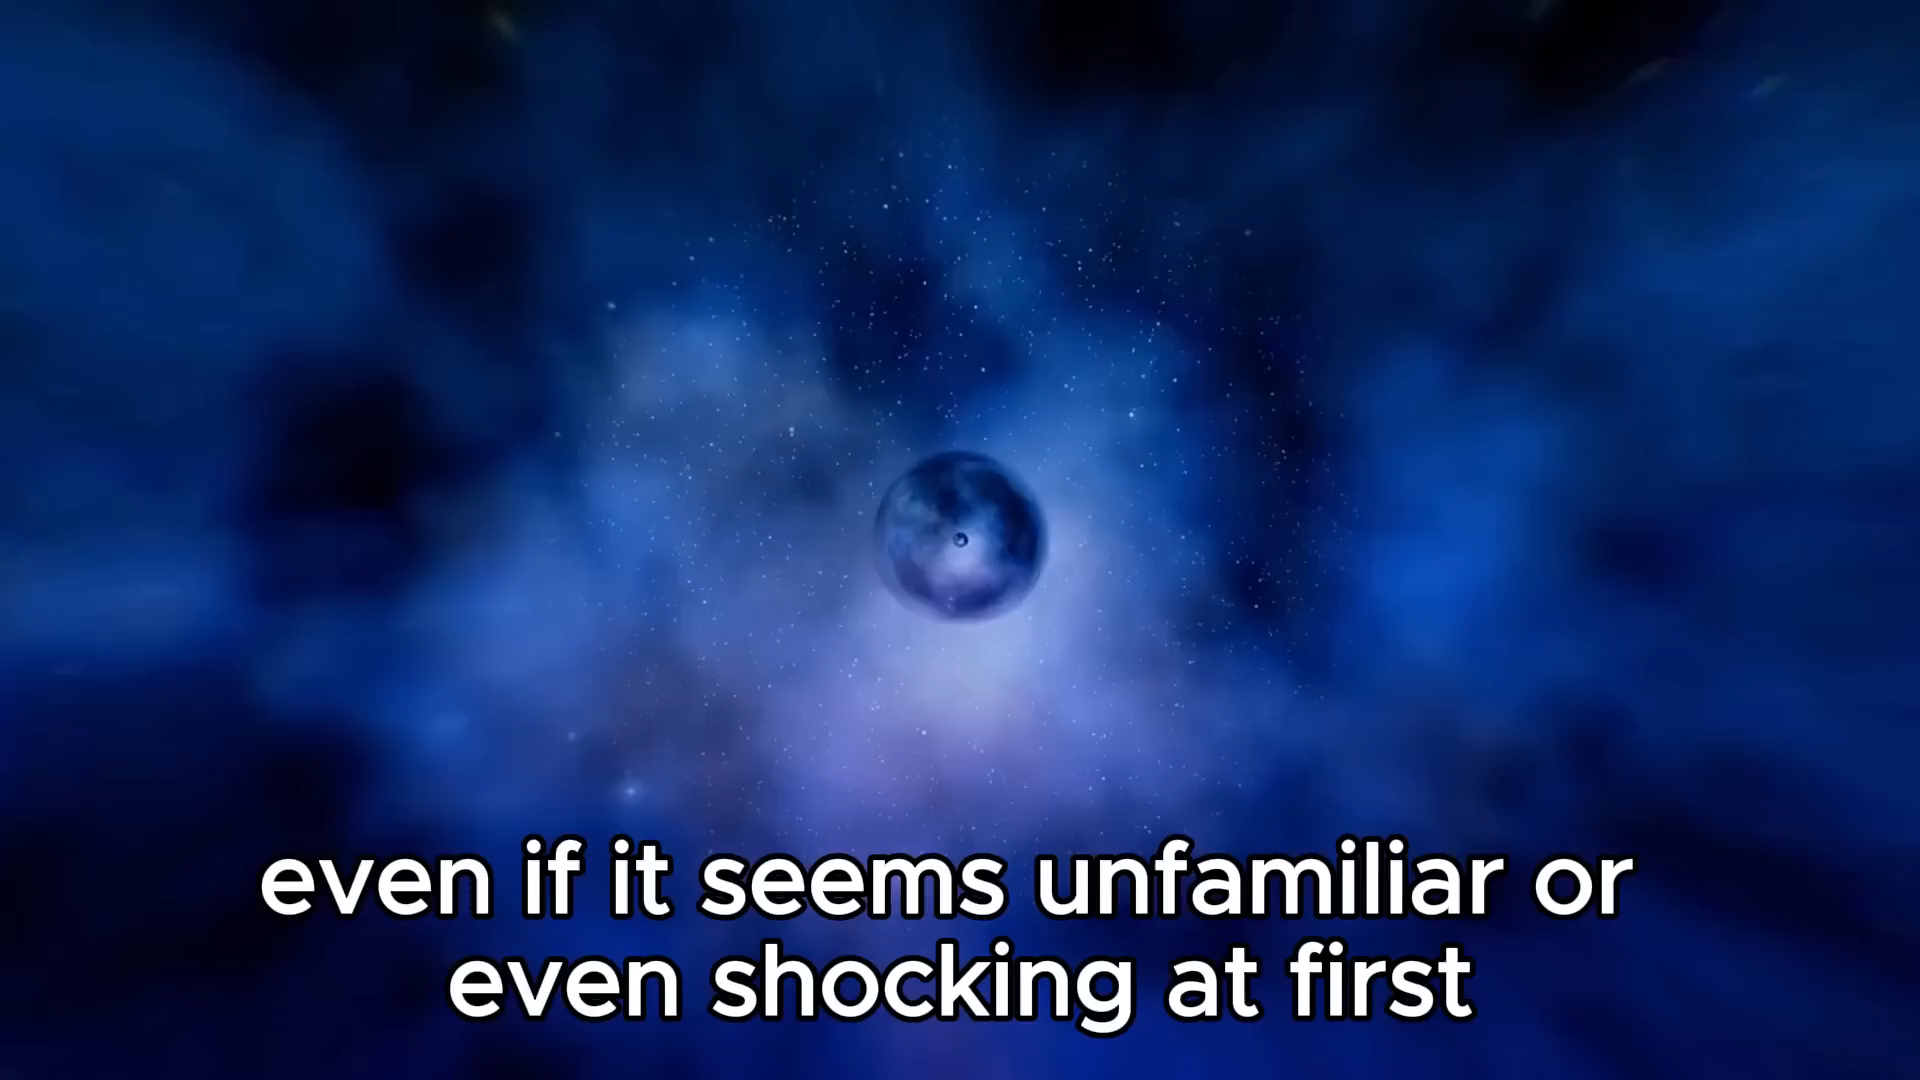 even if it seems unfamiliar or
even shocking at first